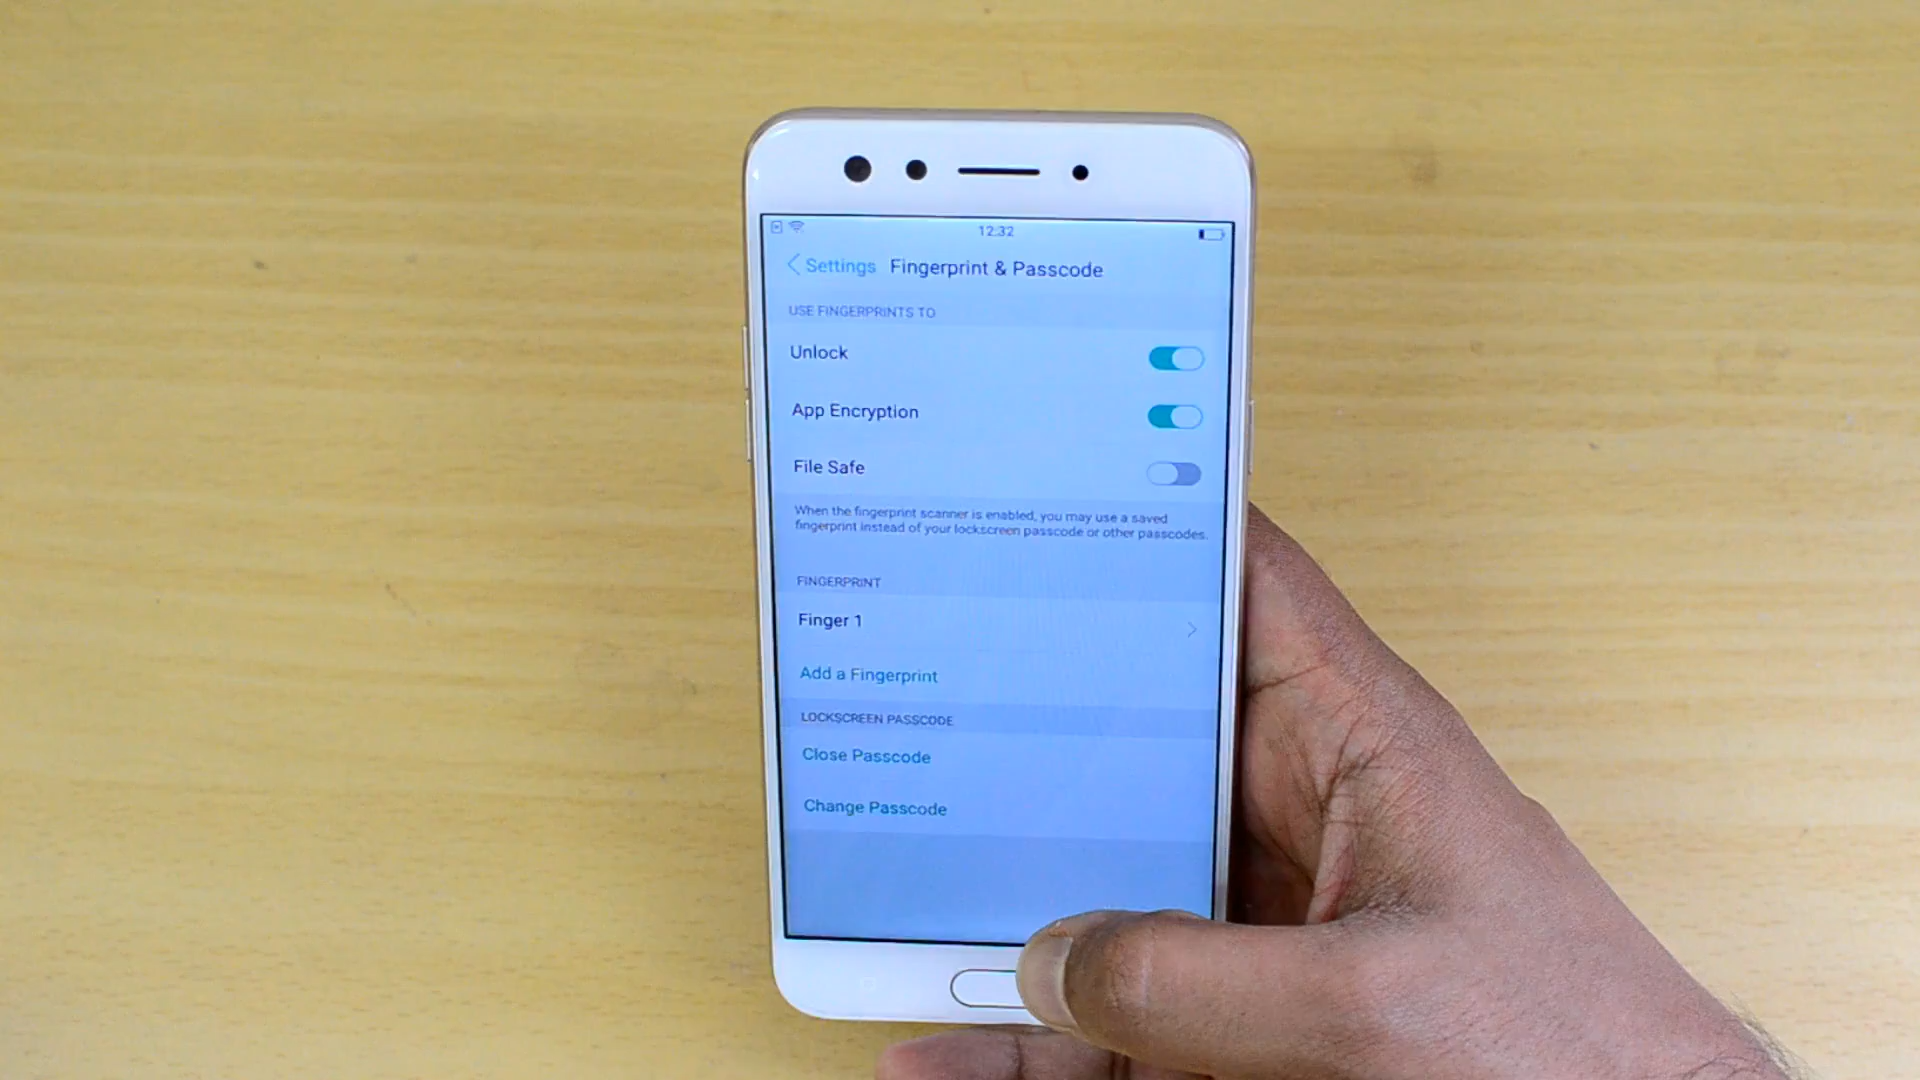 12:32
Settings Fingerprint & Passcode
USE FINGERPRINTS TO
Unlock
App Encryption
File Safe
When the fingerprint scanner is enabled, you may use a saved
fingerprint instead of your lockscreen passcode or other passcodes.
FINGERPRINT
Finger 1
Add a Fingerprint
LOCKSCREEN PASSCODE
Close Passcode
Change Passcode